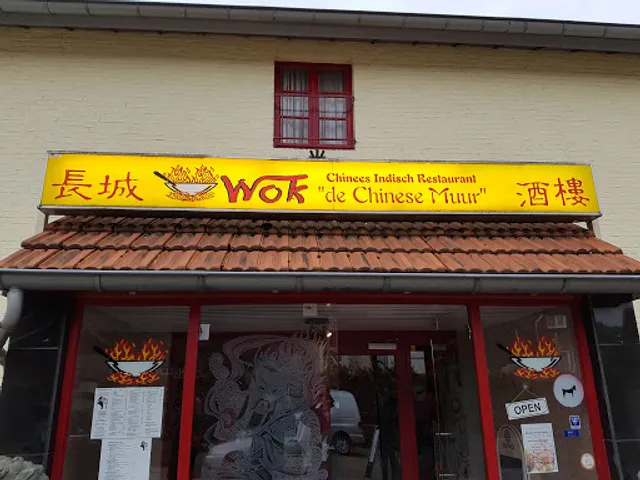 長城
Wok
Chinees Indisch Restaurant
"de Chinese Muur"
酒樓
OPEN